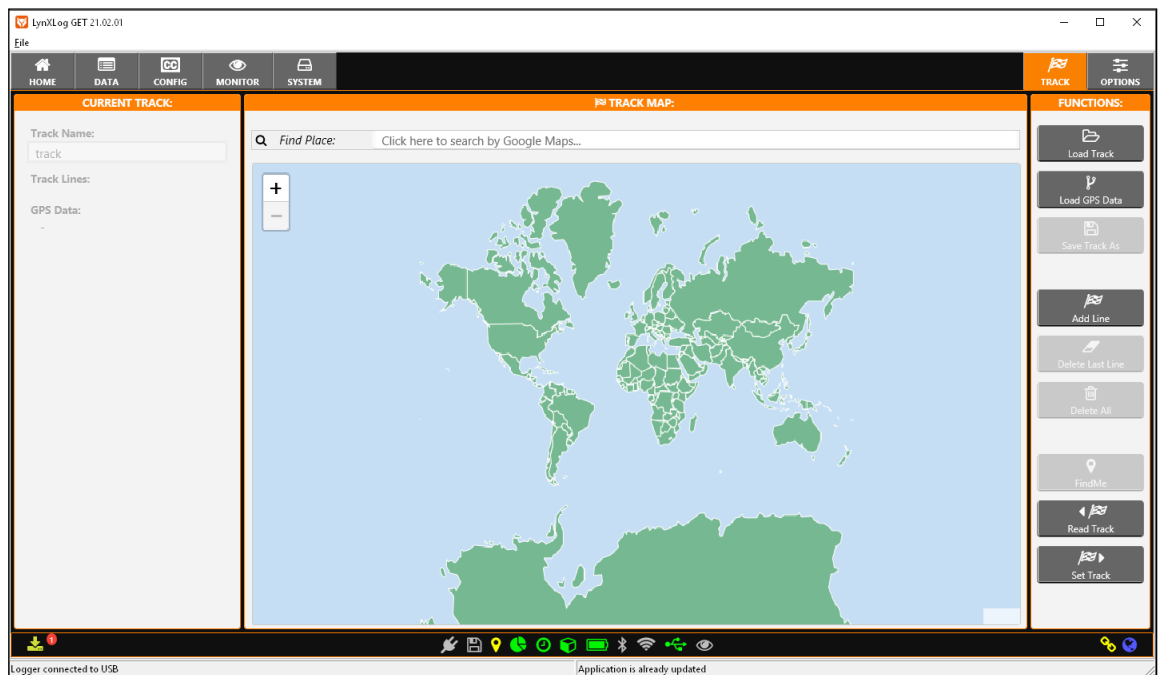 LynXLog GET 21.02.01
File
HOME
DATA
CONFIG
MONITOR
SYSTEM
TRACK
OPTIONS
CURRENT TRACK:
Track Name:
track
Track Lines:
GPS Data:
-
TRACK MAP:
Find Place:
Click here to search by Google Maps...
+
−
FUNCTIONS:
Load Track
Load GPS Data
Save Track As
Add Line
Delete Last Line
Delete All
FindMe
Read Track
Set Track
1
Logger connected to USB
Application is already updated